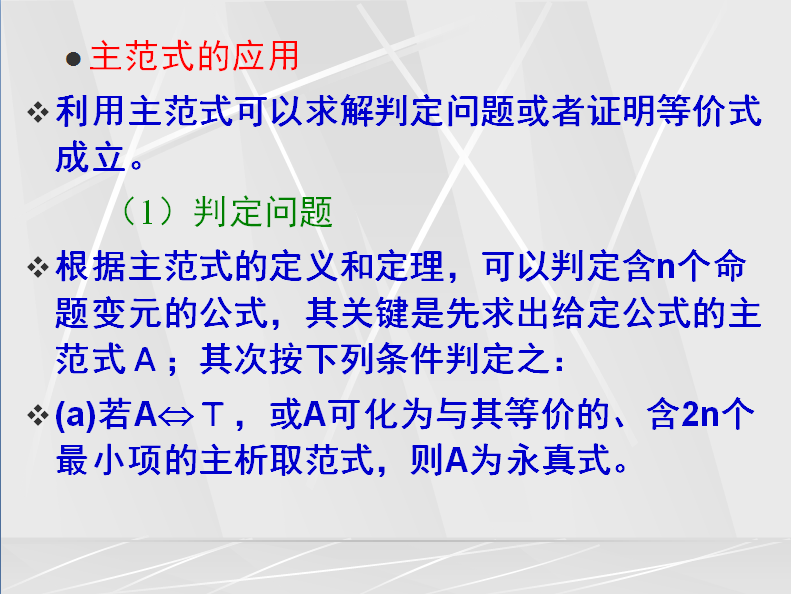 主范式的应用
利用主范式可以求解判定问题或者证明等价式
成立。
（1）判定问题
根据主范式的定义和定理，可以判定含n个命
题变元的公式，其关键是先求出给定公式的主
范式Ａ；其次按下列条件判定之：
(a)若A⇔Ｔ，或A可化为与其等价的、含2n个
最小项的主析取范式，则A为永真式。